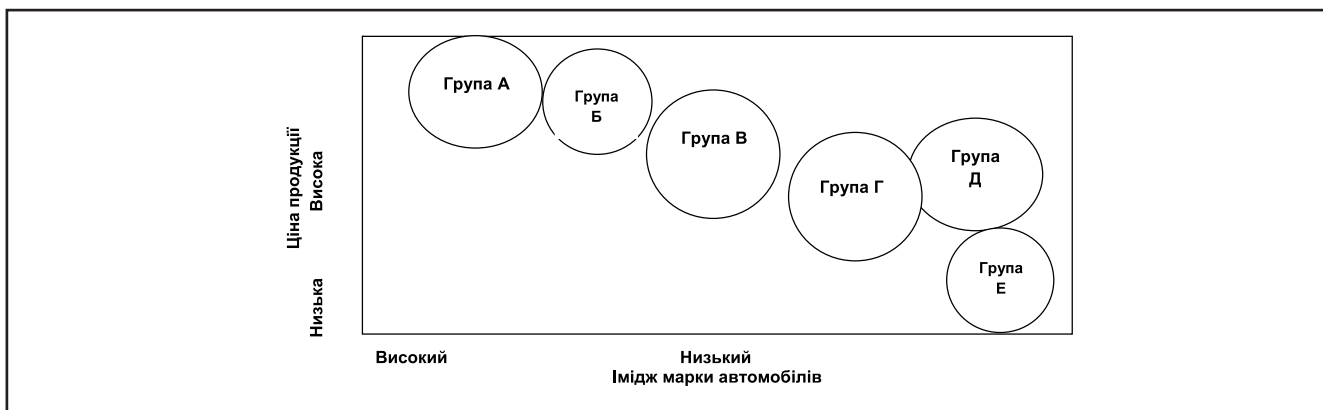 Група А
Група
Б
Група В
Група Г
Група
Д
Група
Е
Ціна продукції
Висока
Низька
Високий
Низький
Імідж марки автомобілів